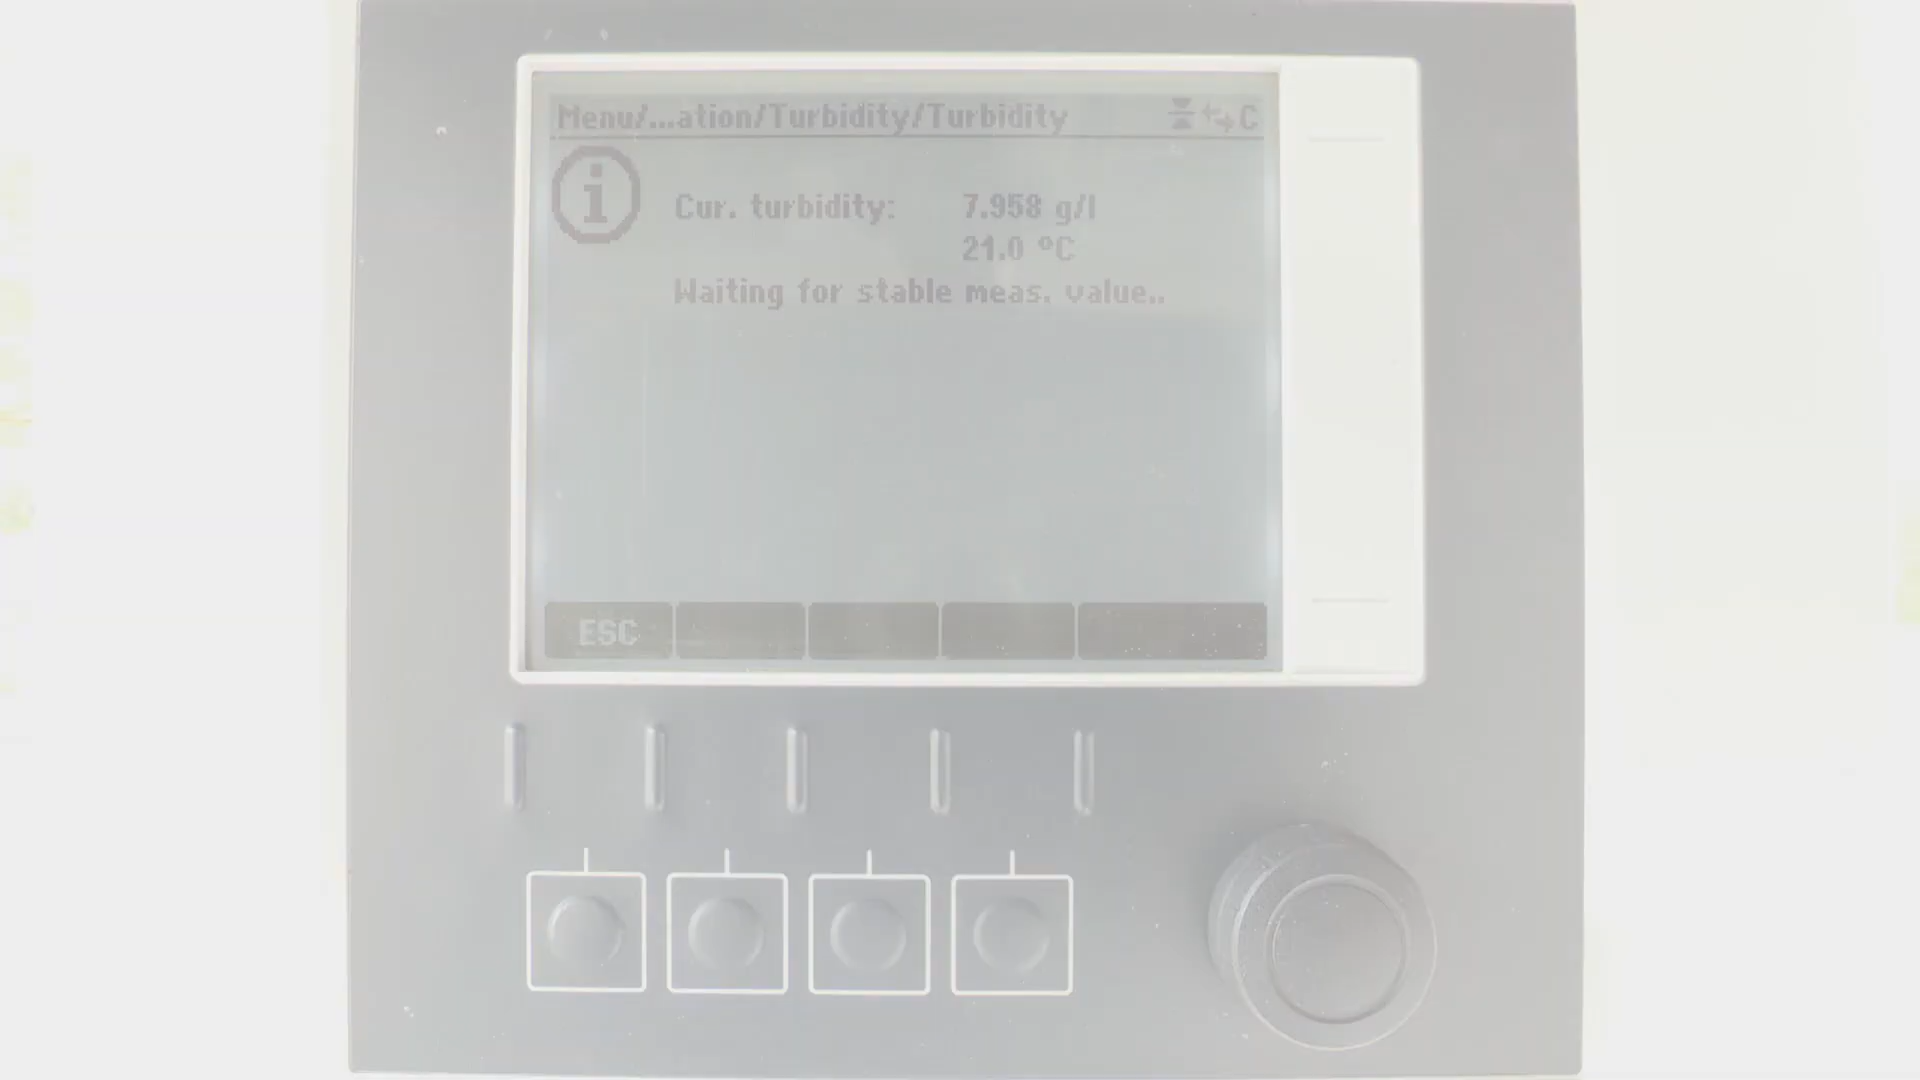 Menu/...ation/Turbidity/Turbidity C
i
Cur. turbidity: 7.958 g/l
21.0 °C
Waiting for stable meas. value..
ESC